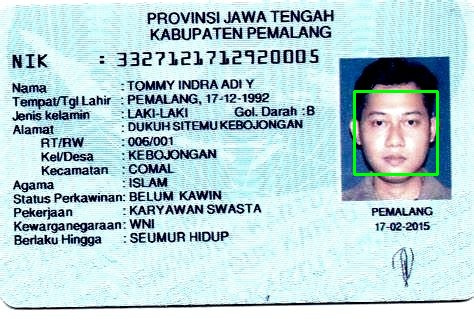 PROVINSI JAWA TENGAH
KABUPATEN PEMALANG
NIK : 3327121712920005
Nama : TOMMY INDRA ADI Y
Tempat/Tgl Lahir : PEMALANG, 17-12-1992
Jenis kelamin : LAKI-LAKI Gol. Darah :B
Alamat : DUKUH SITEMU KEBOJONGAN
RT/RW : 006/001
Kel/Desa : KEBOJONGAN
Kecamatan : COMAL
Agama : ISLAM
Status Perkawinan: BELUM KAWIN
Pekerjaan : KARYAWAN SWASTA
Kewarganegaraan: WNI
Berlaku Hingga : SEUMUR HIDUP
PEMALANG
17-02-2015